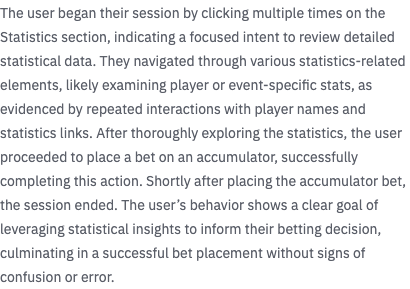 The user began their session by clicking multiple times on the
Statistics section, indicating a focused intent to review detailed
statistical data. They navigated through various statistics-related
elements, likely examining player or event-specific stats, as
evidenced by repeated interactions with player names and
statistics links. After thoroughly exploring the statistics, the user
proceeded to place a bet on an accumulator, successfully
completing this action. Shortly after placing the accumulator bet,
the session ended. The user’s behavior shows a clear goal of
leveraging statistical insights to inform their betting decision,
culminating in a successful bet placement without signs of
confusion or error.